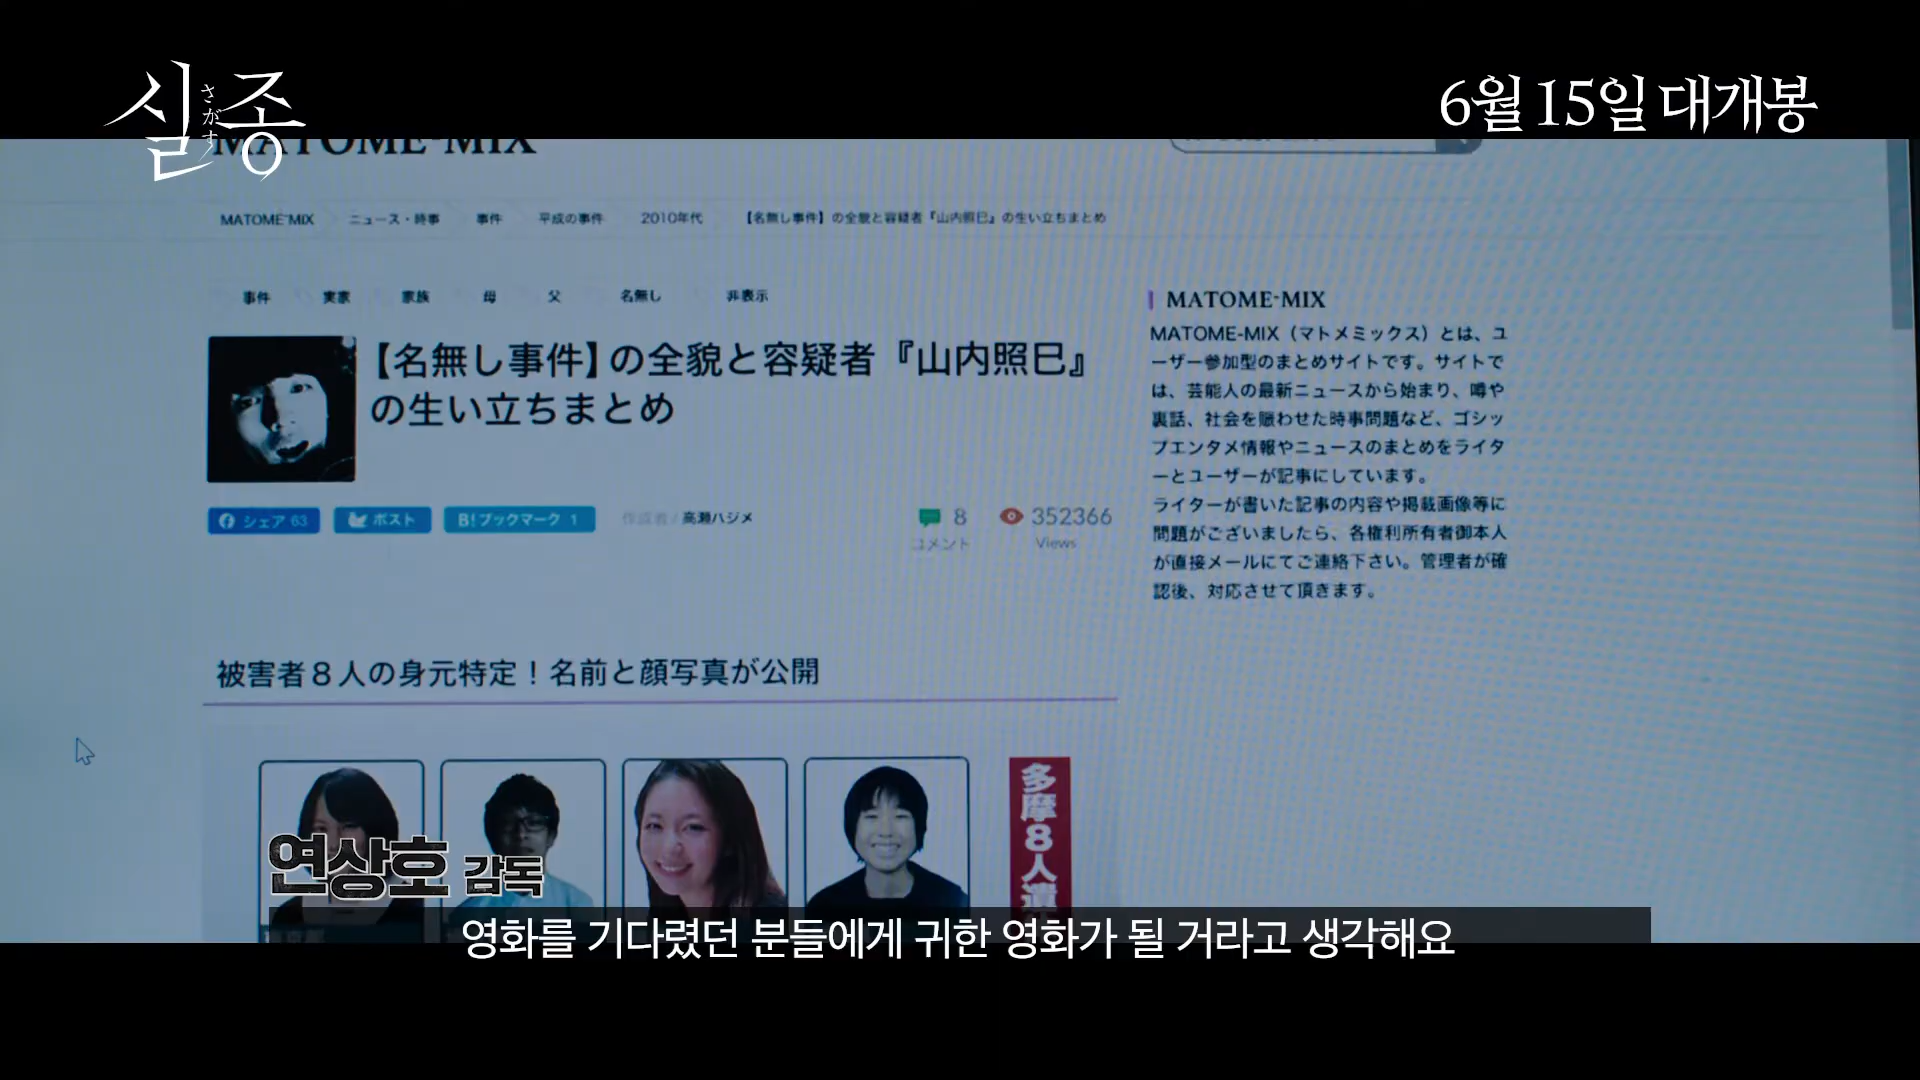 실종
さがす
6월 15일 대개봉
MATOME-MIX
MATOME-MIX ニュース・時事 事件 平成の事件 2010年代 【名無し事件】の全貌と容疑者『山内照巳』の生い立ちまとめ
事件 実家 家族 母 父 名無し 非表示
【名無し事件】の全貌と容疑者『山内照巳』
の生い立ちまとめ
シェア 63 ポスト B!ブックマーク 1 作成者 / 高瀬ハジメ 8 352366
コメント Views
MATOME-MIX
MATOME-MIX（マトメミックス）とは、ユ
ーザー参加型のまとめサイトです。サイトで
は、芸能人の最新ニュースから始まり、噂や
裏話、社会を賑わせた時事問題など、ゴシッ
プエンタメ情報やニュースのまとめをライタ
ーとユーザーが記事にしています。
ライターが書いた記事の内容や掲載画像等に
問題がございましたら、各権利所有者御本人
が直接メールにてご連絡下さい。管理者が確
認後、対応させて頂きます。
被害者８人の身元特定！名前と顔写真が公開
多摩8人遺
연상호 감독
영화를 기다렸던 분들에게 귀한 영화가 될 거라고 생각해요